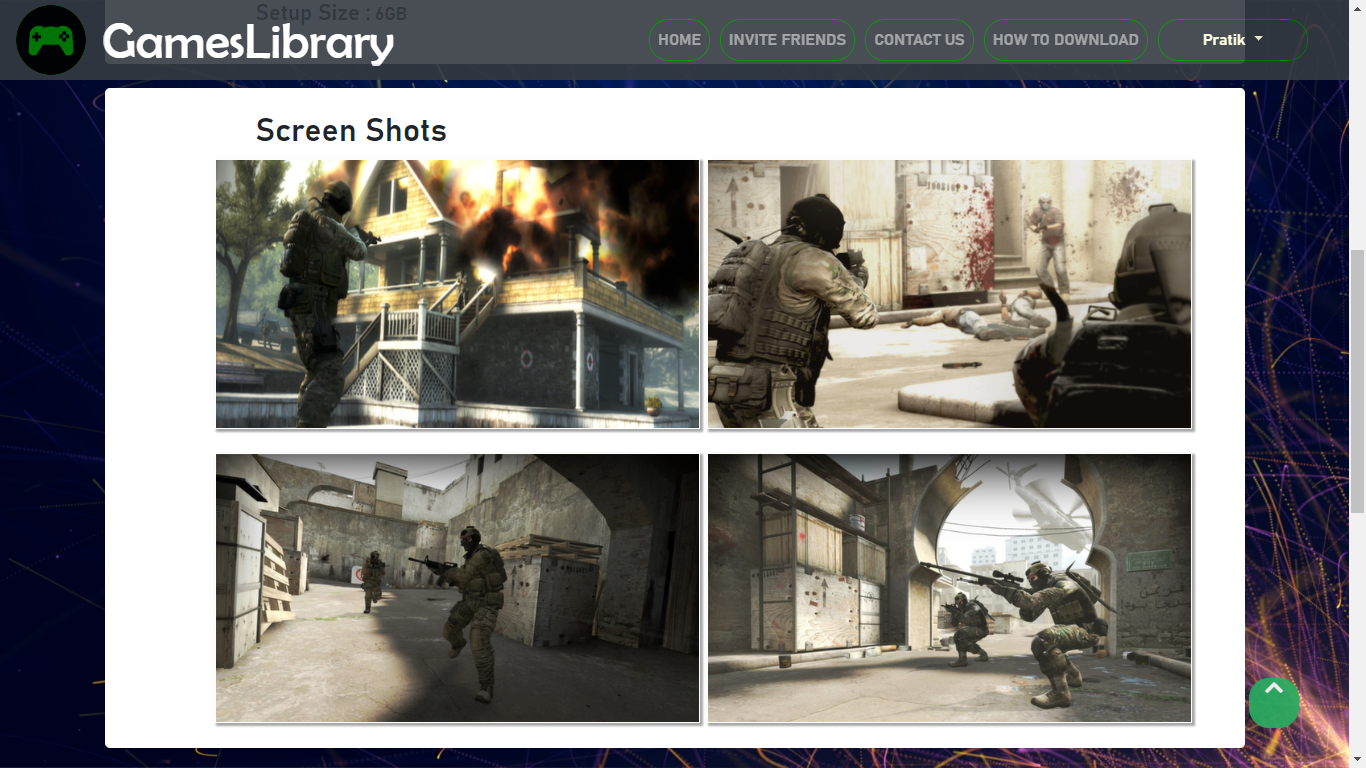 Setup Size : 6GB
GamesLibrary
HOME
INVITE FRIENDS
CONTACT US
HOW TO DOWNLOAD
Pratik
Screen Shots